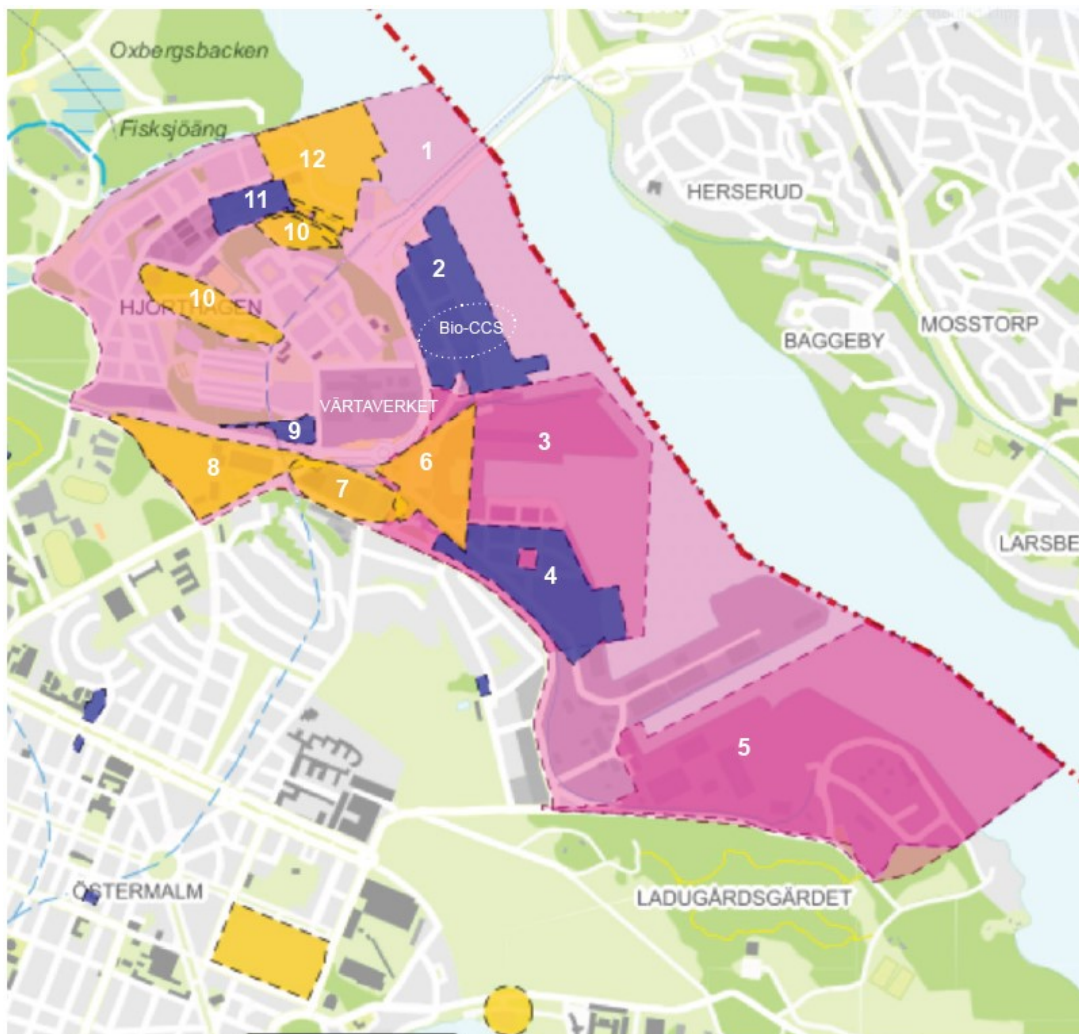 Oxbergsbacken
Fisksjöäng
12
1
11
10
HERSERUD
2
10
HJORTHAGEN
Bio-CCS
MOSSTORP
BAGGEBY
VÄRTAVERKET
9
3
8
6
7
LARSBE
4
5
ÖSTERMALM
LADUGÅRDSGÄRDET